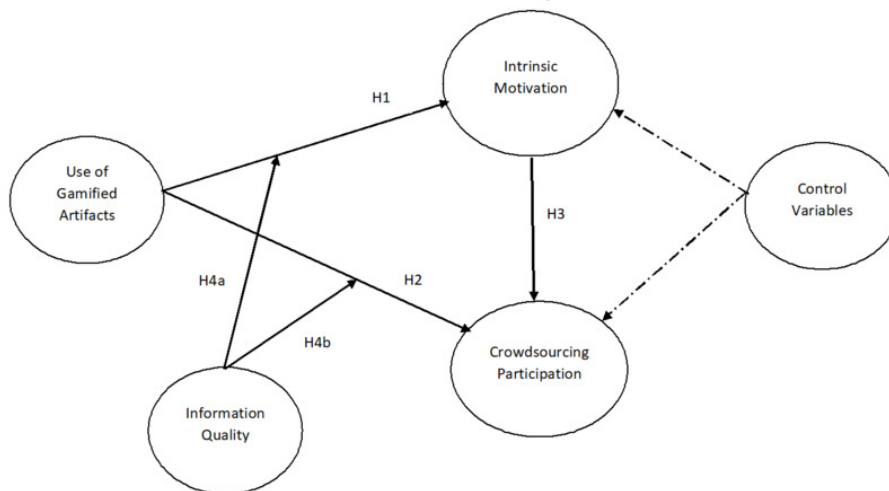 Intrinsic
Motivation
H1
Use of
Gamified
Artifacts
Control
Variables
H3
H4a
H2
H4b
Crowdsourcing
Participation
Information
Quality